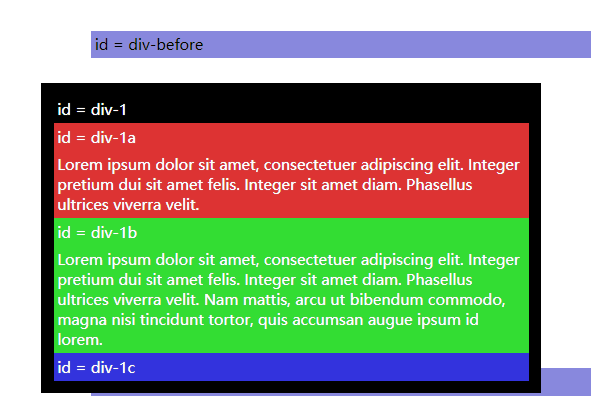 id = div-before
id = div-1
id = div-1a
Lorem ipsum dolor sit amet, consectetuer adipiscing elit. Integer
pretium dui sit amet felis. Integer sit amet diam. Phasellus
ultrices viverra velit.
id = div-1b
Lorem ipsum dolor sit amet, consectetuer adipiscing elit. Integer
pretium dui sit amet felis. Integer sit amet diam. Phasellus
ultrices viverra velit. Nam mattis, arcu ut bibendum commodo,
magna nisi tincidunt tortor, quis accumsan augue ipsum id
lorem.
id = div-1c